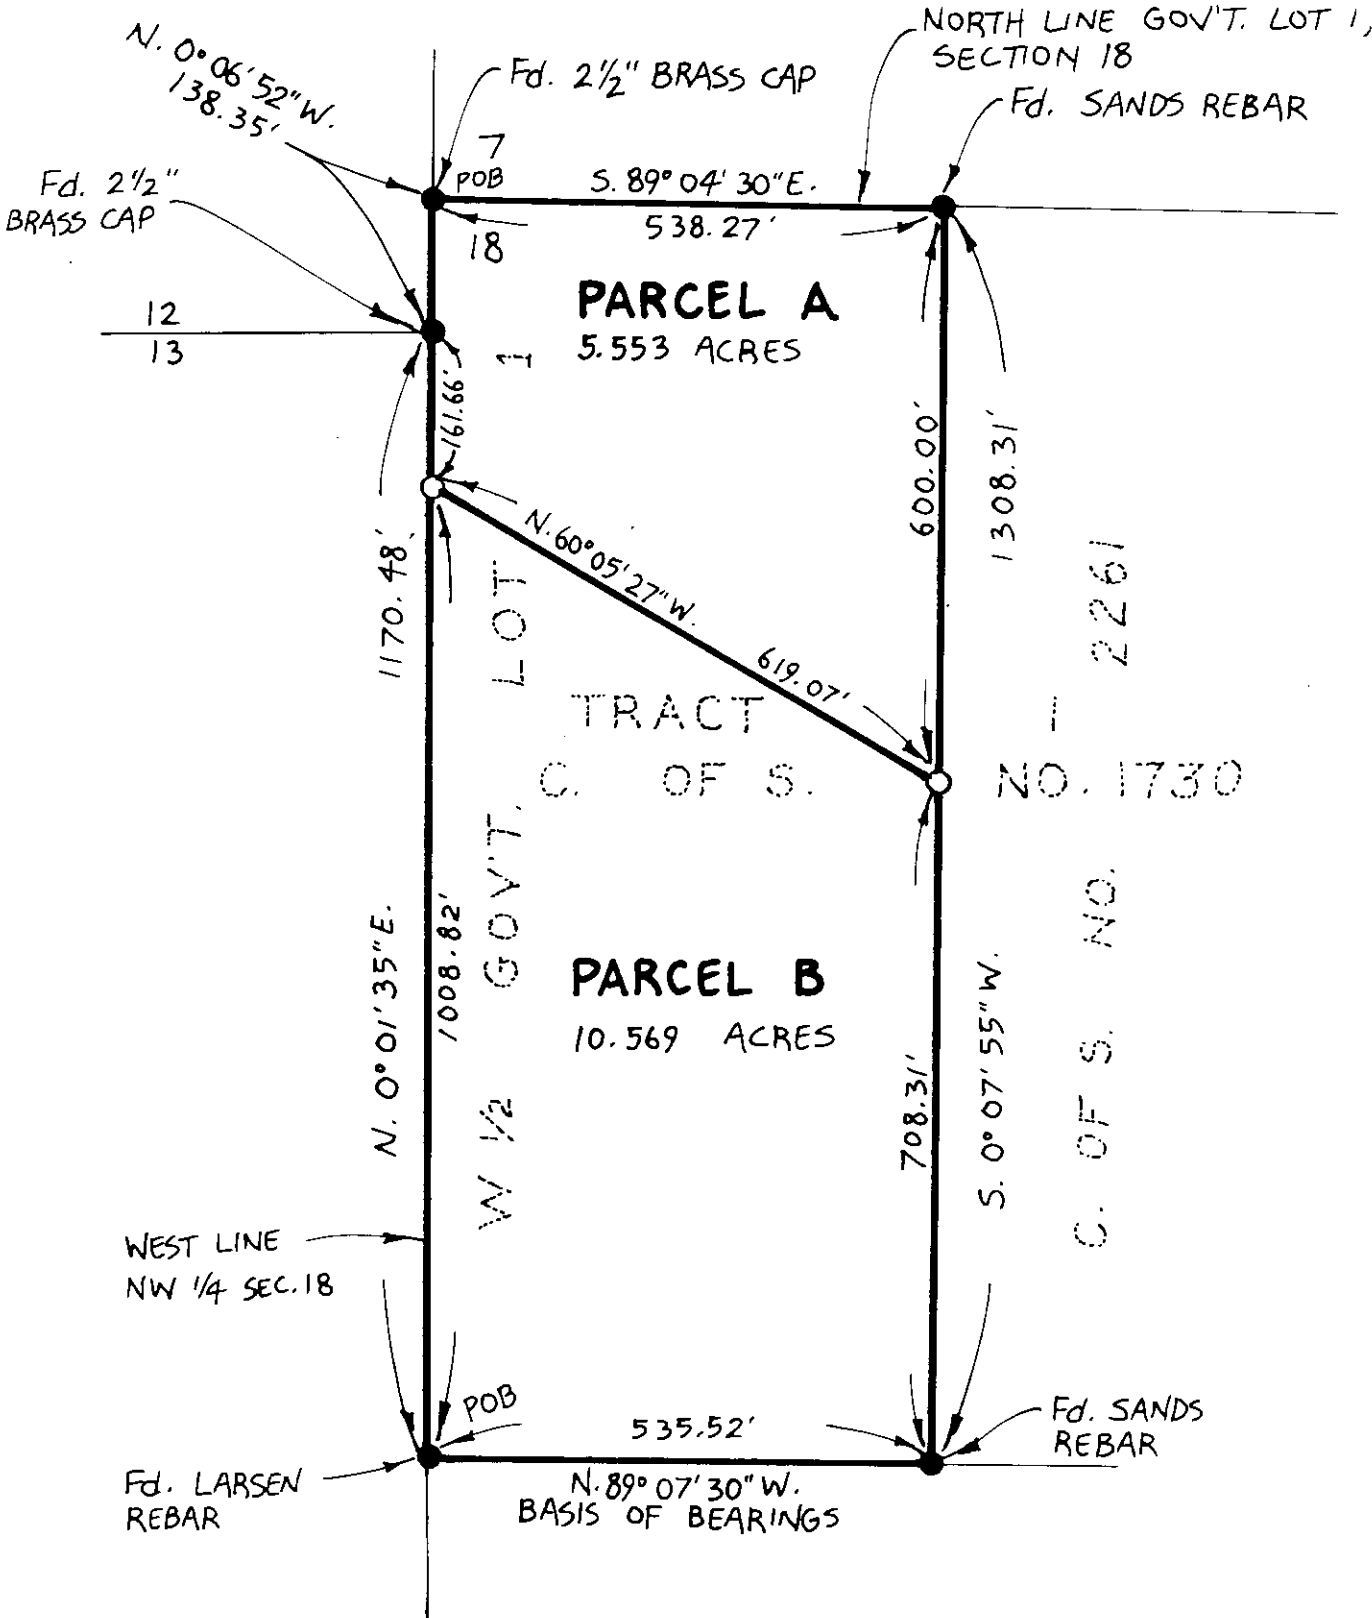 NORTH LINE GOV'T. LOT 1,
SECTION 18
N. 0°06'52"W.
138.35'
Fd. 2½" BRASS CAP
Fd. SANDS REBAR
7
POB
S. 89°04'30"E.
Fd. 2½"
BRASS CAP
18
538.27'
12
13
PARCEL A
5.553 ACRES
161.66'
600.00'
1308.31'
1170.48'
N. 60°05'27"W.
619.07'
W ½ GOV'T. LOT 1
TRACT 1
C. OF S. NO. 1730
C. OF S. NO. 2261
N. 0°01'35"E.
1008.82'
PARCEL B
10.569 ACRES
708.31'
S. 0°07'55"W.
WEST LINE
NW ¼ SEC. 18
POB
535.52'
Fd. SANDS
REBAR
Fd. LARSEN
REBAR
N. 89°07'30"W.
BASIS OF BEARINGS